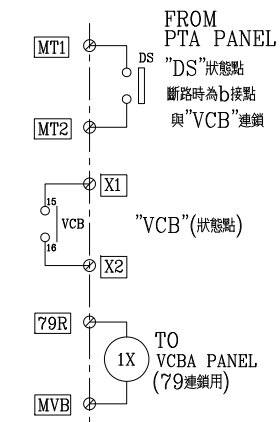 FROM
PTA PANEL
MT1
DS
"DS"狀態點
斷路時為b接點
MT2
與"VCB"連鎖
X1
15
VCB
16
"VCB"(狀態點)
X2
79R
TO
1X
VCBA PANEL
(79連鎖用)
MVB